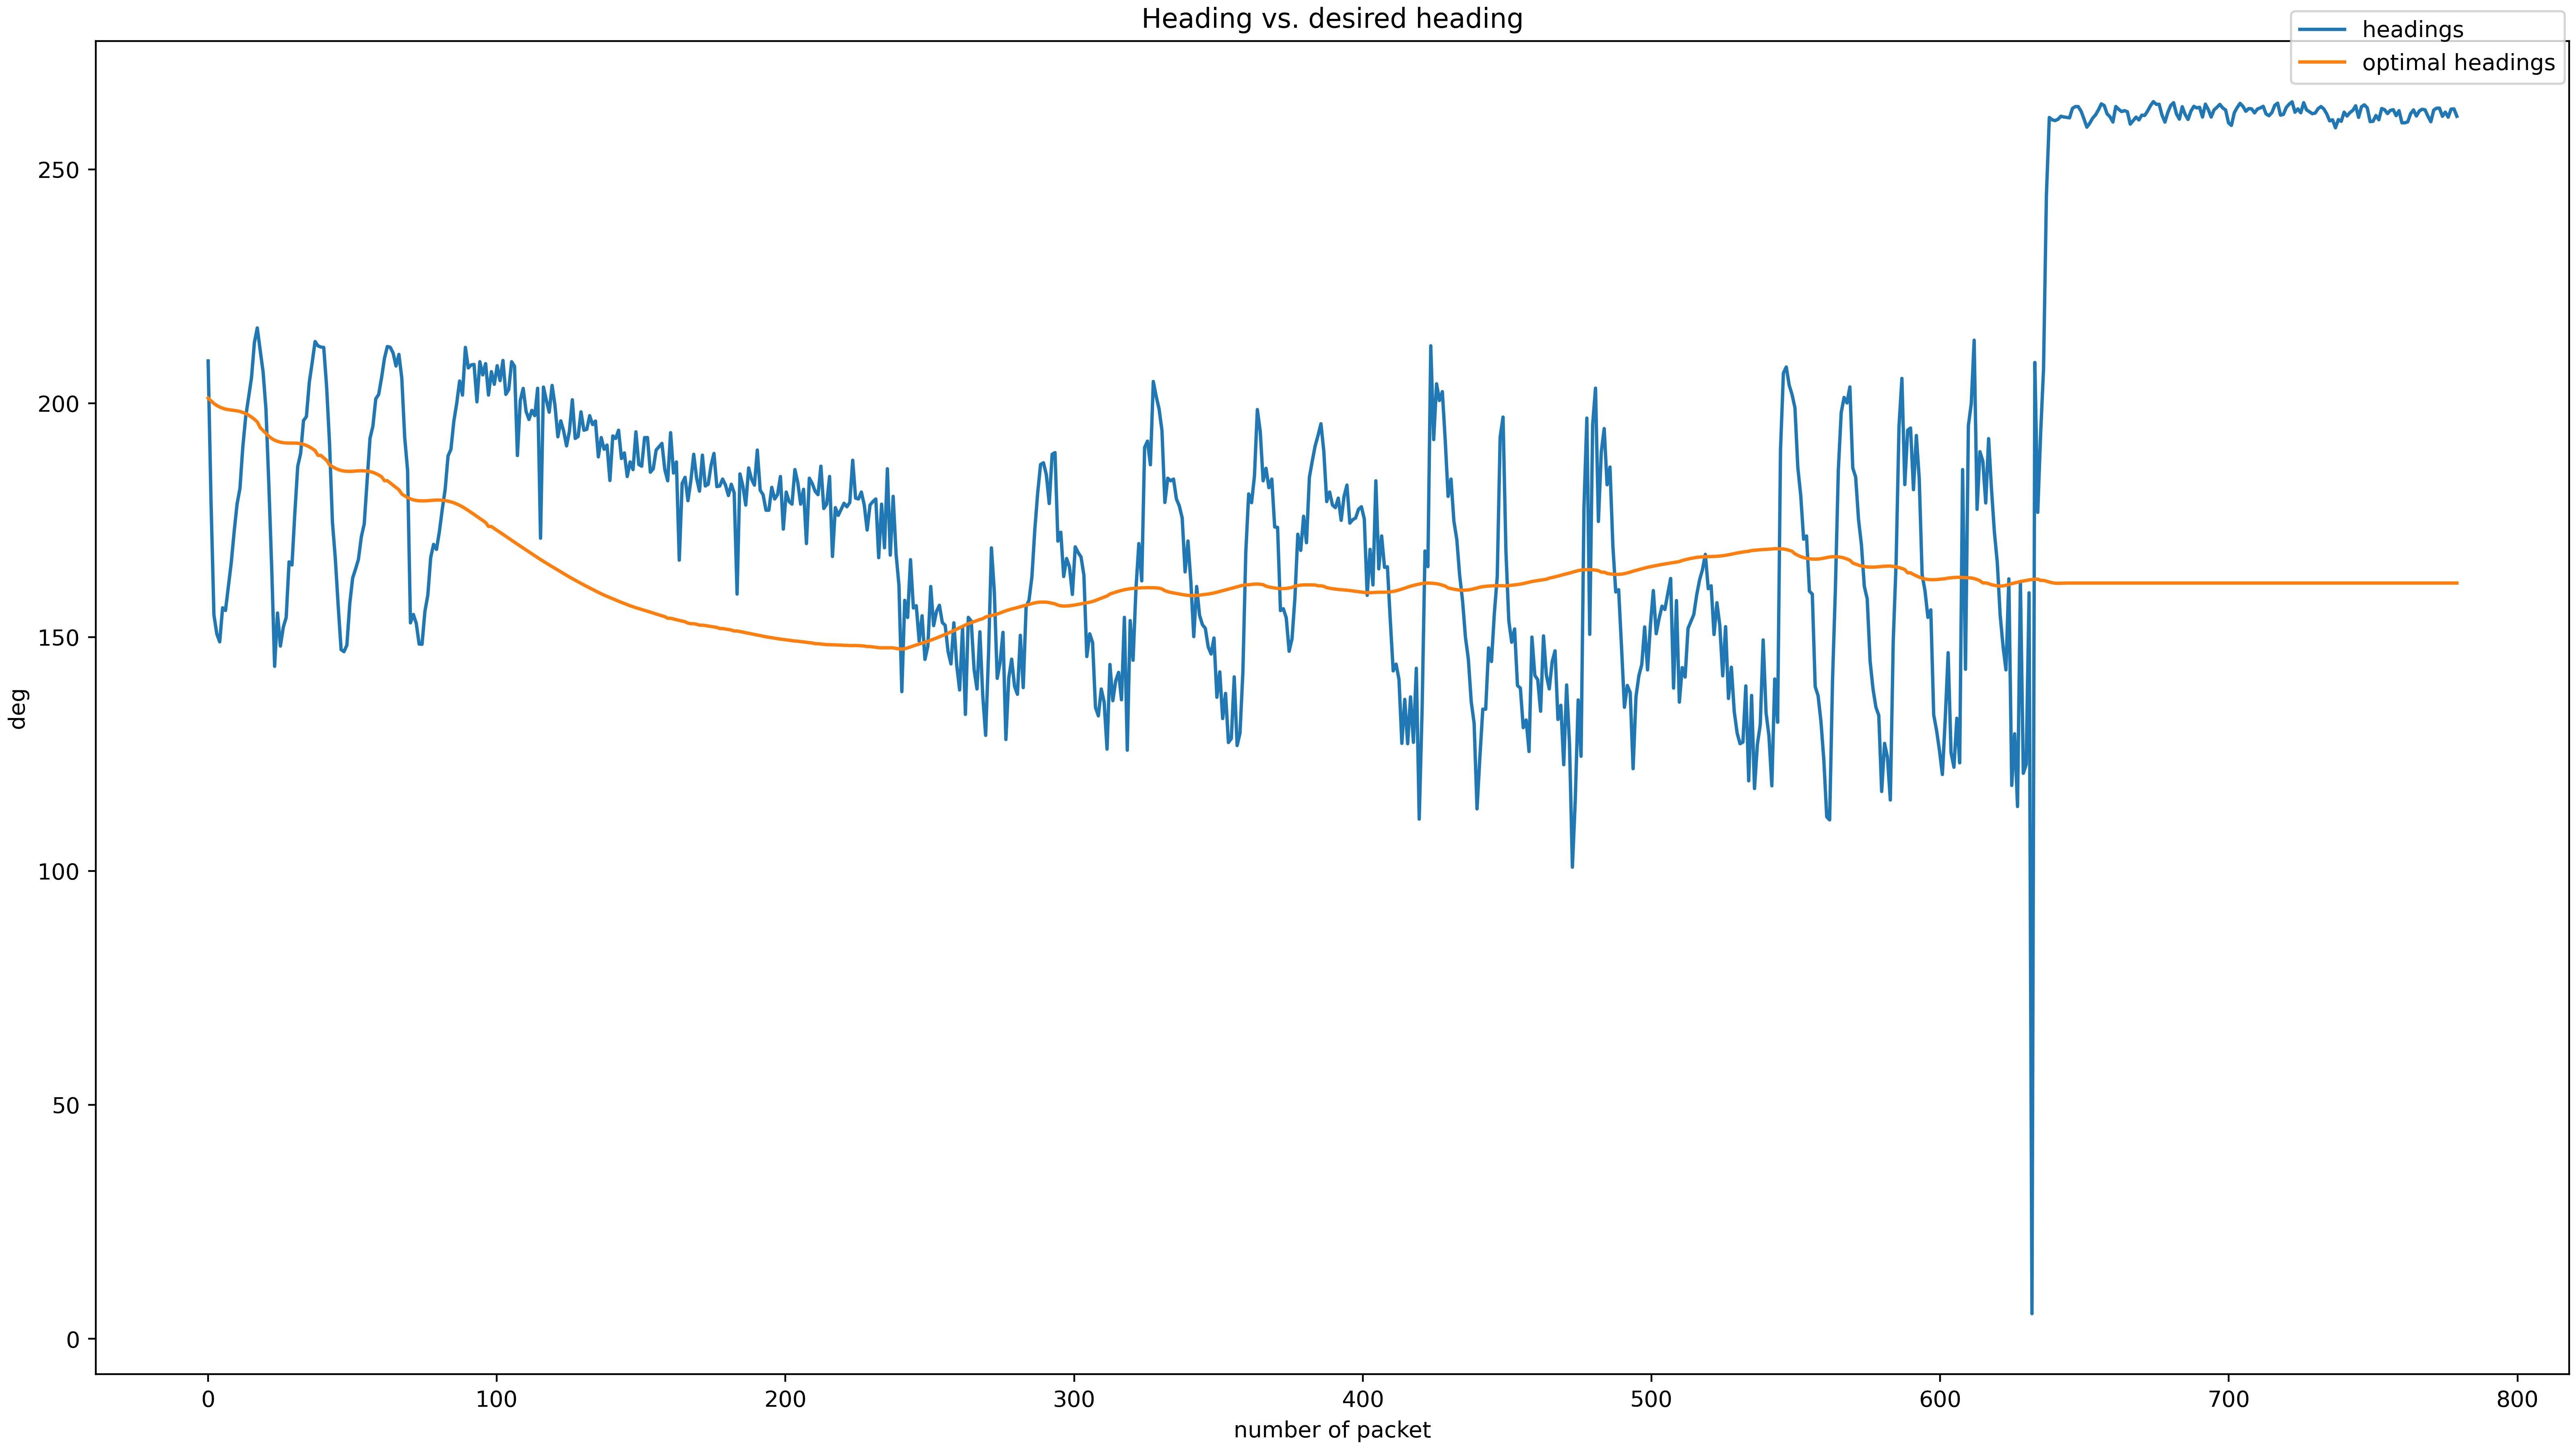 Heading vs. desired heading
headings
optimal headings
250
200
150
100
50
0
deg
0 100 200 300 400 500 600 700 800
number of packet